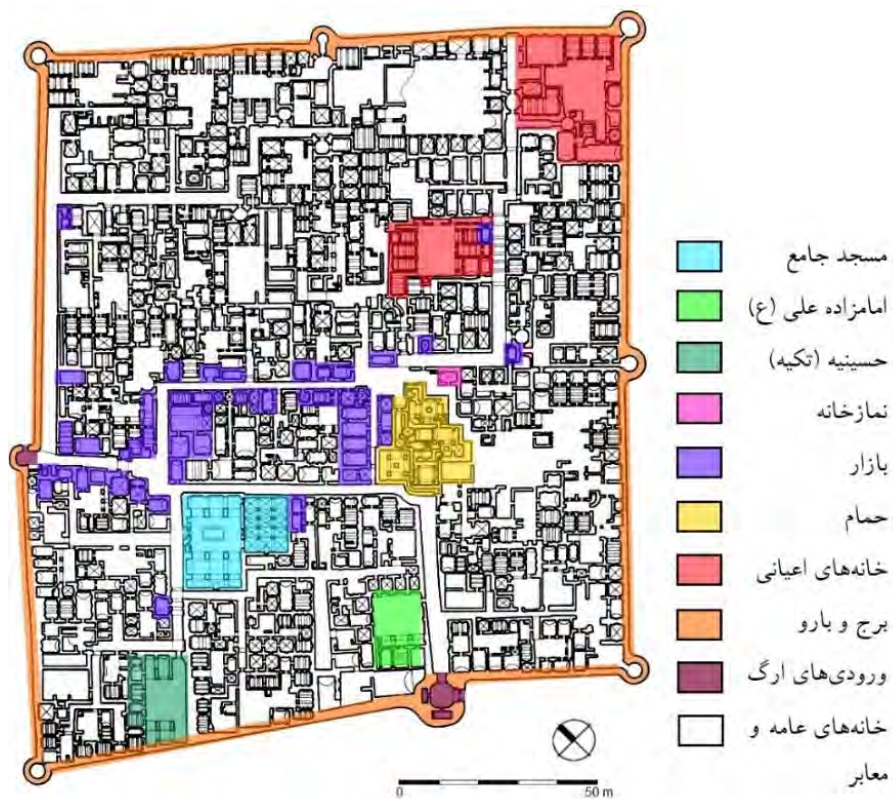 مسجد جامع
امامزاده علی (ع)
حسینیه (تکیه)
نمازخانه
بازار
حمام
خانه‌های اعیانی
برج و بارو
ورودی‌های ارگ
خانه‌های عامه و
معابر
0 50 m